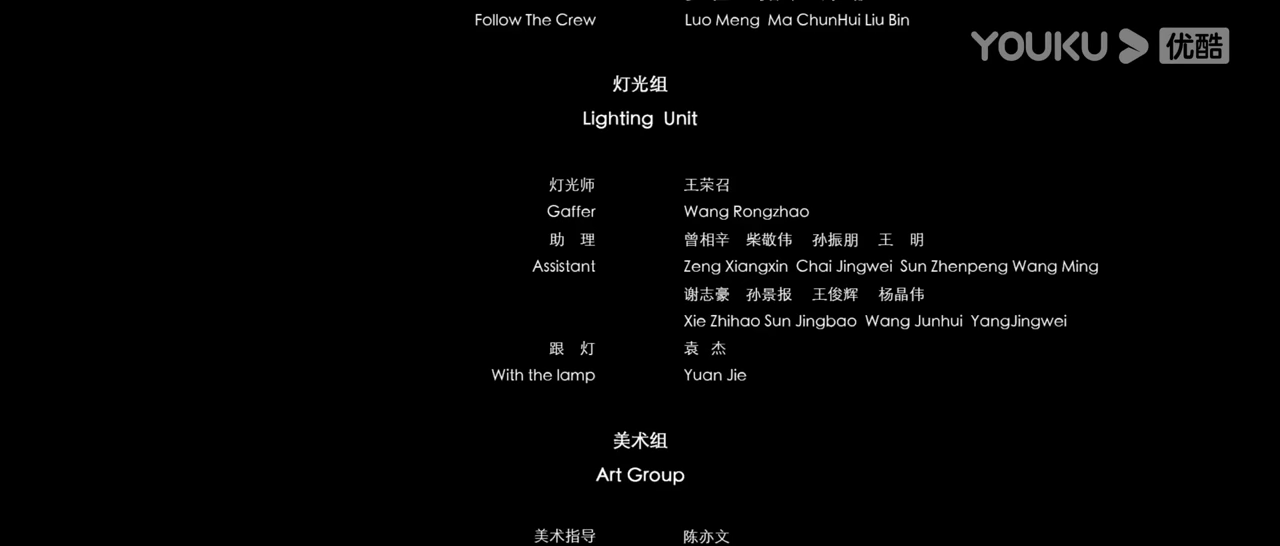 Follow The Crew Luo Meng Ma ChunHui Liu Bin
YOUKU 优酷
灯光组
Lighting Unit
灯光师 王荣召
Gaffer Wang Rongzhao
助 理 曾相辛 柴敬伟 孙振朋 王 明
Assistant Zeng Xiangxin Chai Jingwei Sun Zhenpeng Wang Ming
谢志豪 孙景报 王俊辉 杨晶伟
Xie Zhihao Sun Jingbao Wang Junhui YangJingwei
跟 灯 袁 杰
With the lamp Yuan Jie
美术组
Art Group
美术指导 陈亦文